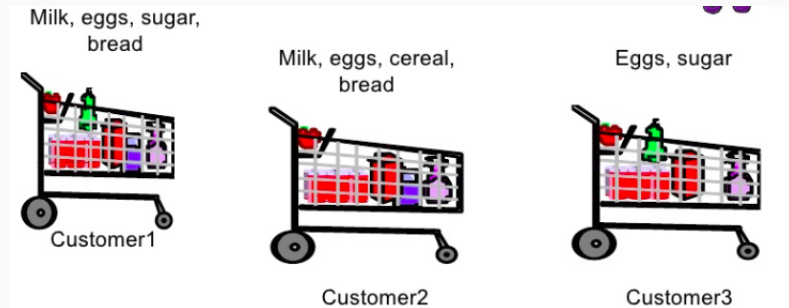 Milk, eggs, sugar,
bread
Customer1
Milk, eggs, cereal,
bread
Customer2
Eggs, sugar
Customer3